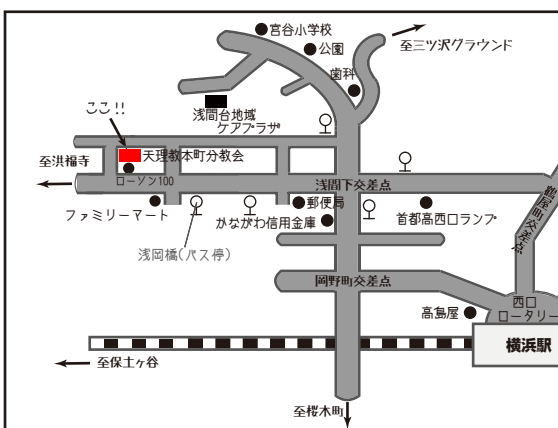 宮谷小学校
公園
至三ツ沢グラウンド
歯科
ここ!!
浅間台地域
ケアプラザ
天理教本町分教会
至洪福寺
ローソン100
浅間下交差点
鶴屋町交差点
ファミリーマート
郵便局
かながわ信用金庫
首都高西口ランプ
浅岡橋(バス停)
岡野町交差点
西口
ロータリー
高島屋
横浜駅
至保土ヶ谷
至桜木町